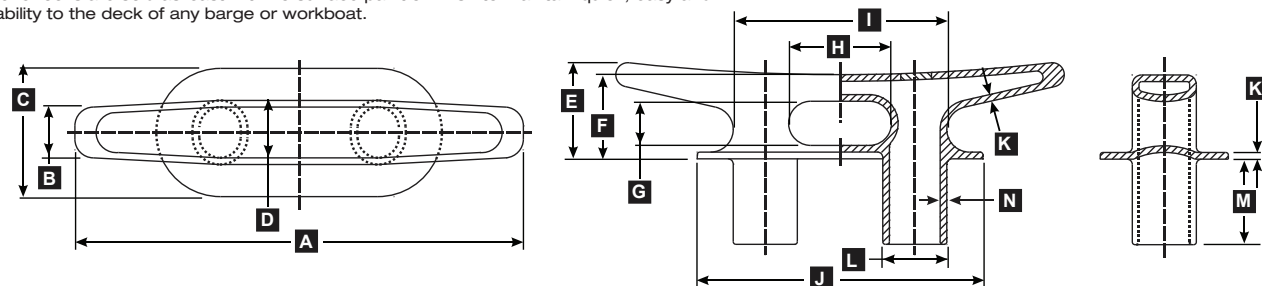 ability to the deck of any barge or workboat.
I
H
C
E
F
K
B
K
G
D
N
M
A
L
J